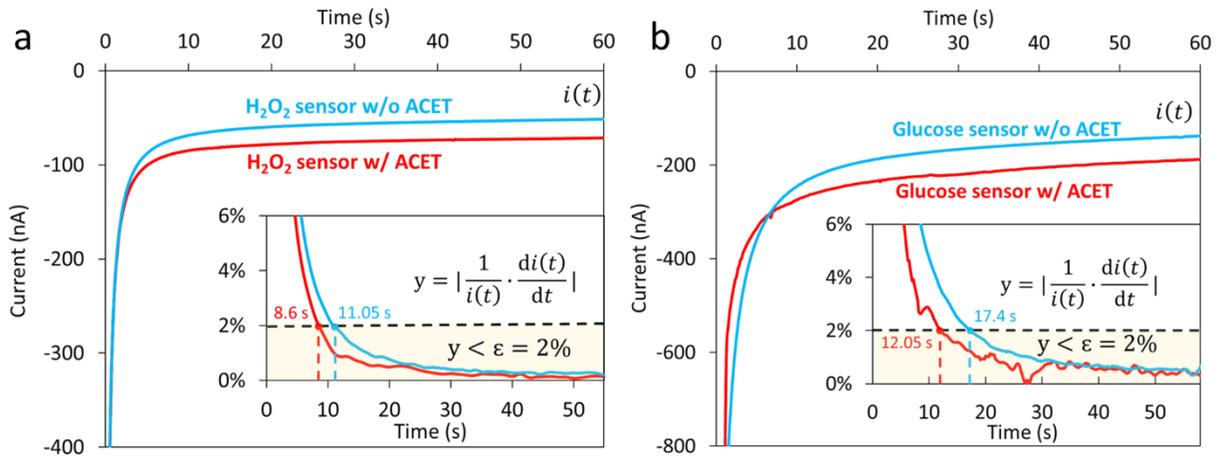 a
Time (s)
0 10 20 30 40 50 60
0
-100
-200
-300
-400
Current (nA)
i(t)
H₂O₂ sensor w/o ACET
H₂O₂ sensor w/ ACET
6%
4%
2%
0%
y = |1/i(t) · di(t)/dt|
8.6 s
11.05 s
y < ε = 2%
0 10 20 30 40 50
Time (s)
b
Time (s)
0 10 20 30 40 50 60
0
-200
-400
-600
-800
Current (nA)
i(t)
Glucose sensor w/o ACET
Glucose sensor w/ ACET
6%
4%
2%
0%
y = |1/i(t) · di(t)/dt|
17.4 s
12.05 s
y < ε = 2%
0 10 20 30 40 50
Time (s)